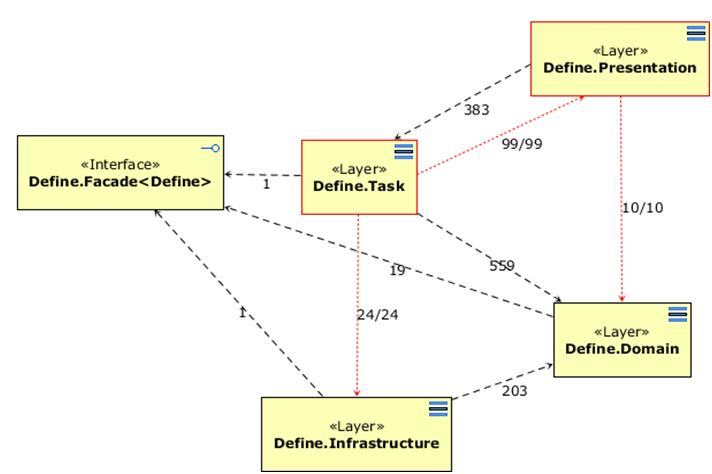 «Layer»
Define.Presentation
383
99/99
«Interface»
Define.Facade<Define>
1
«Layer»
Define.Task
10/10
19
559
1
24/24
«Layer»
Define.Domain
203
«Layer»
Define.Infrastructure